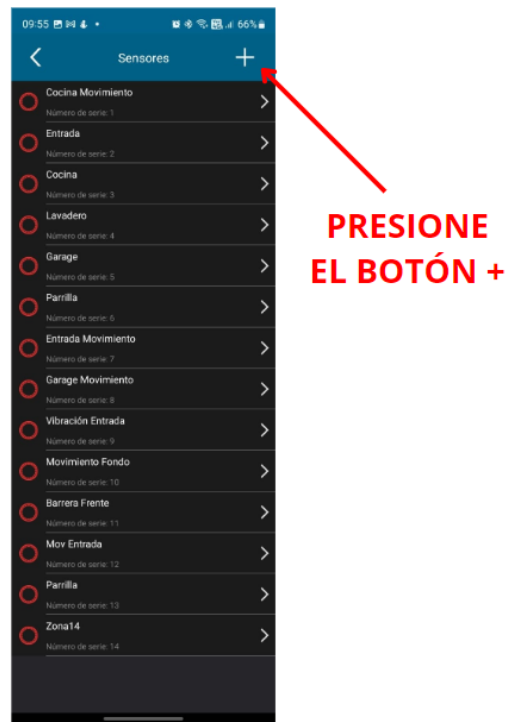 09:55 66%
Sensores
Cocina Movimiento
Número de serie: 1
Entrada
Número de serie: 2
Cocina
Número de serie: 3
Lavadero
Número de serie: 4
Garage
Número de serie: 5
Parrilla
Número de serie: 6
Entrada Movimiento
Número de serie: 7
Garage Movimiento
Número de serie: 8
Vibración Entrada
Número de serie: 9
Movimiento Fondo
Número de serie: 10
Barrera Frente
Número de serie: 11
Mov Entrada
Número de serie: 12
Parrilla
Número de serie: 13
Zona14
Número de serie: 14
PRESIONE
EL BOTÓN +